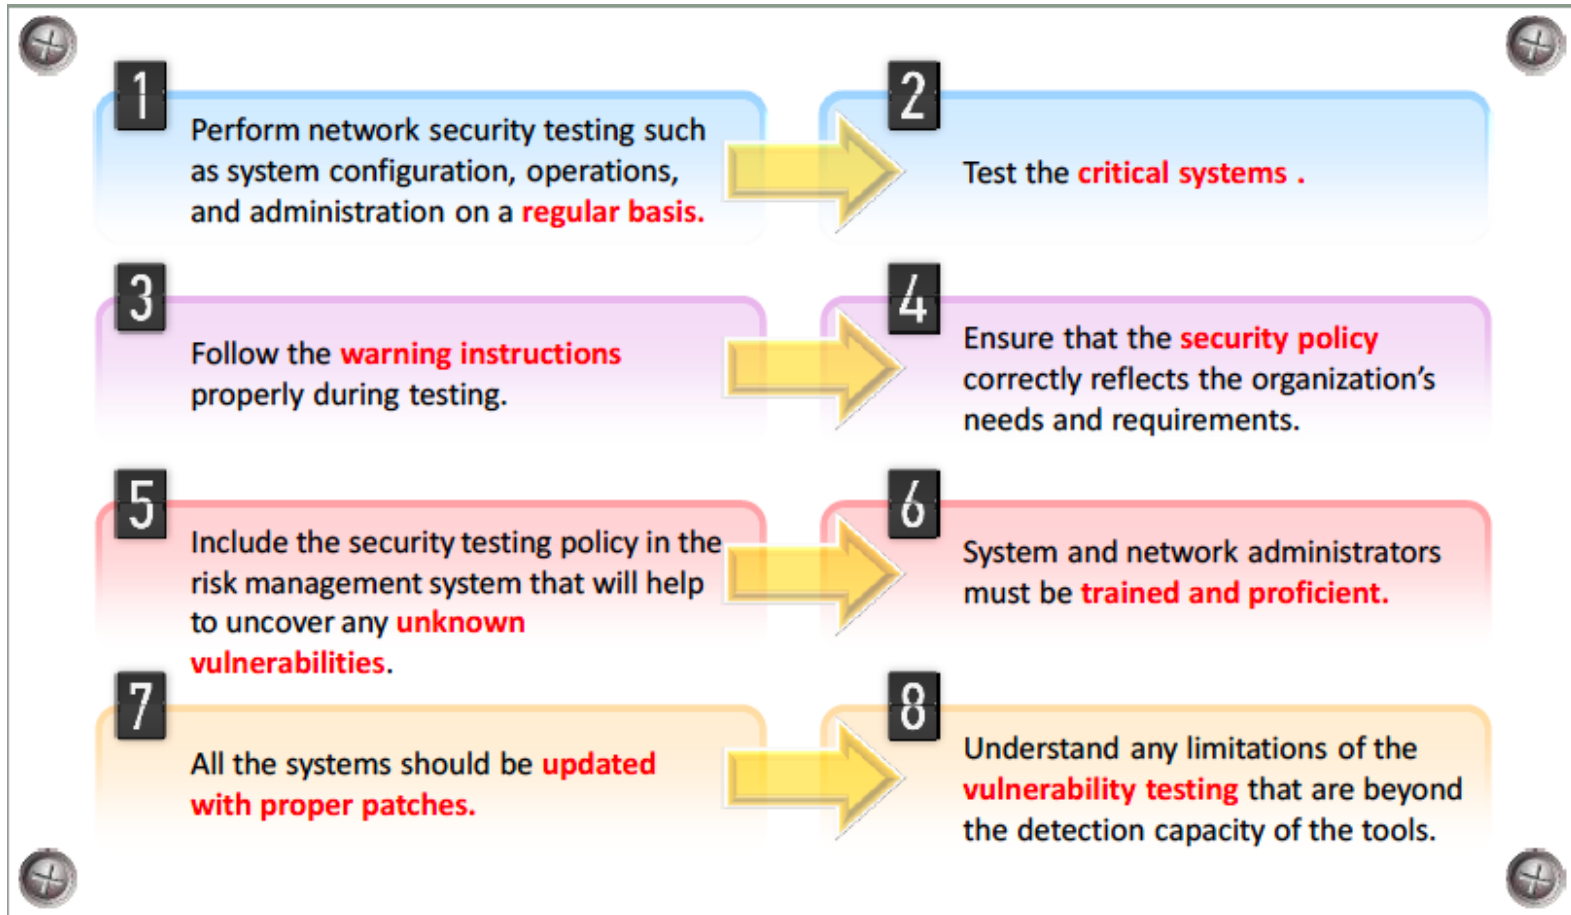 1
Perform network security testing such
as system configuration, operations,
and administration on a regular basis.
2
Test the critical systems .
3
Follow the warning instructions
properly during testing.
4
Ensure that the security policy
correctly reflects the organization’s
needs and requirements.
5
Include the security testing policy in the
risk management system that will help
to uncover any unknown
vulnerabilities.
6
System and network administrators
must be trained and proficient.
7
All the systems should be updated
with proper patches.
8
Understand any limitations of the
vulnerability testing that are beyond
the detection capacity of the tools.